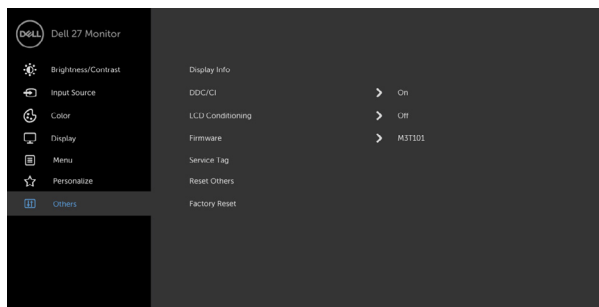 DELL Dell 27 Monitor
Brightness/Contrast Display Info
Input Source DDC/CI On
Color LCD Conditioning Off
Display Firmware M3T101
Menu Service Tag
Personalize Reset Others
Others Factory Reset